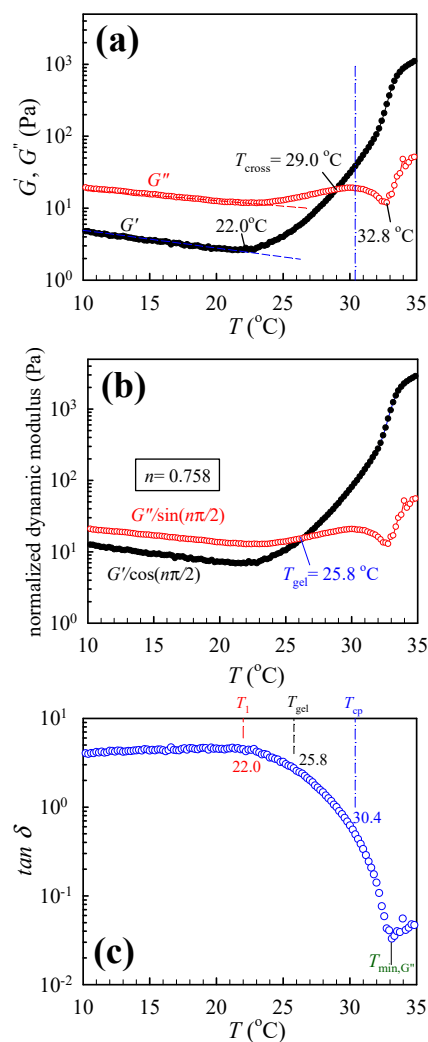 (a)
G', G" (Pa)
10³
10²
10¹
10⁰
G"
G'
T_cross = 29.0 °C
22.0°C
32.8 °C
10 15 20 25 30 35
T (°C)
(b)
normalized dynamic modulus (Pa)
10³
10²
10¹
10⁰
n= 0.758
G"/sin(nπ/2)
G'/cos(nπ/2)
T_gel= 25.8 °C
10 15 20 25 30 35
T (°C)
T₁ T_gel T_cp
10¹
10⁰
10⁻¹
10⁻²
tan δ
22.0
25.8
30.4
T_min,G"
(c)
10 15 20 25 30 35
T (°C)